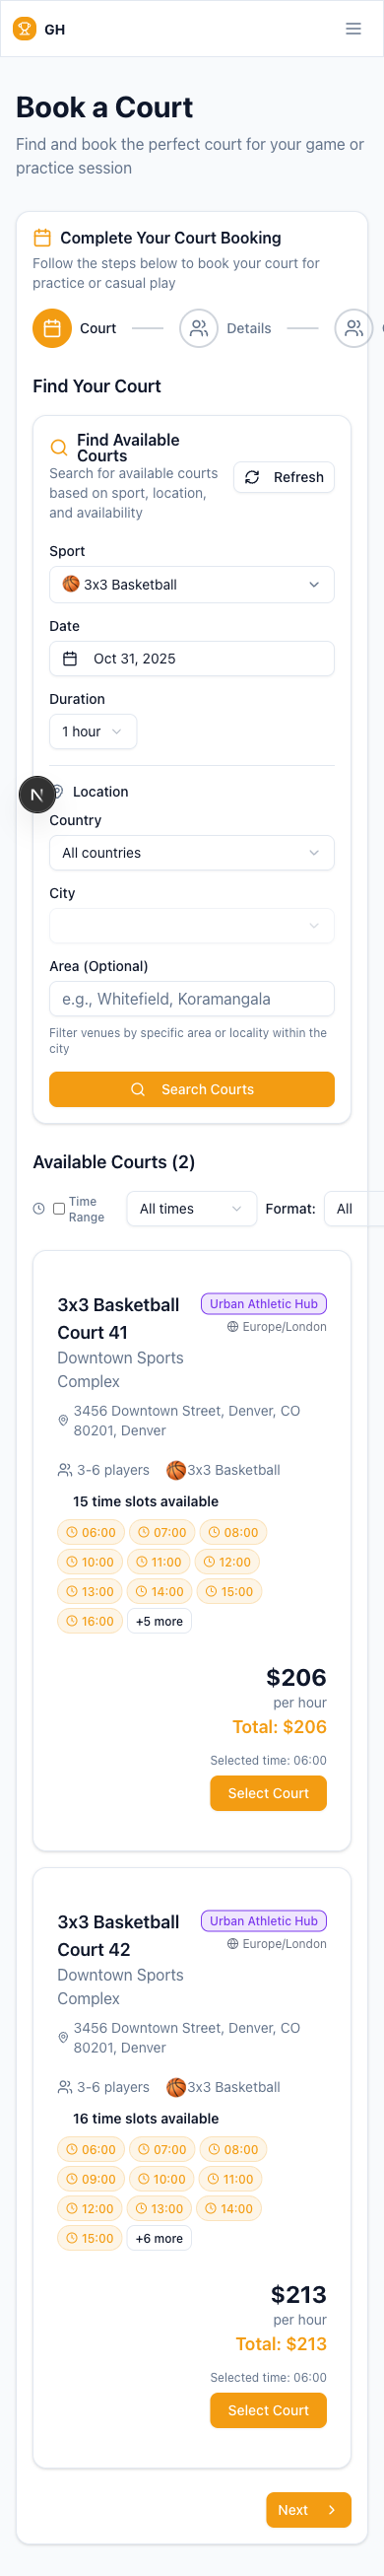 GH
Book a Court
Find and book the perfect court for your game or
practice session
Complete Your Court Booking
Follow the steps below to book your court for
practice or casual play
Court
Details
Find Your Court
Find Available
Courts
Search for available courts
based on sport, location,
and availability
Refresh
Sport
3x3 Basketball
Date
Oct 31, 2025
Duration
1 hour
N
Location
Country
All countries
City
Area (Optional)
e.g., Whitefield, Koramangala
Filter venues by specific area or locality within the
city
Search Courts
Available Courts (2)
Time
Range
All times
Format:
All
3x3 Basketball
Court 41
Urban Athletic Hub
Europe/London
Downtown Sports
Complex
3456 Downtown Street, Denver, CO
80201, Denver
3-6 players 3x3 Basketball
15 time slots available
06:00 07:00 08:00
10:00 11:00 12:00
13:00 14:00 15:00
16:00 +5 more
$206
per hour
Total: $206
Selected time: 06:00
Select Court
3x3 Basketball
Court 42
Urban Athletic Hub
Europe/London
Downtown Sports
Complex
3456 Downtown Street, Denver, CO
80201, Denver
3-6 players 3x3 Basketball
16 time slots available
06:00 07:00 08:00
09:00 10:00 11:00
12:00 13:00 14:00
15:00 +6 more
$213
per hour
Total: $213
Selected time: 06:00
Select Court
Next